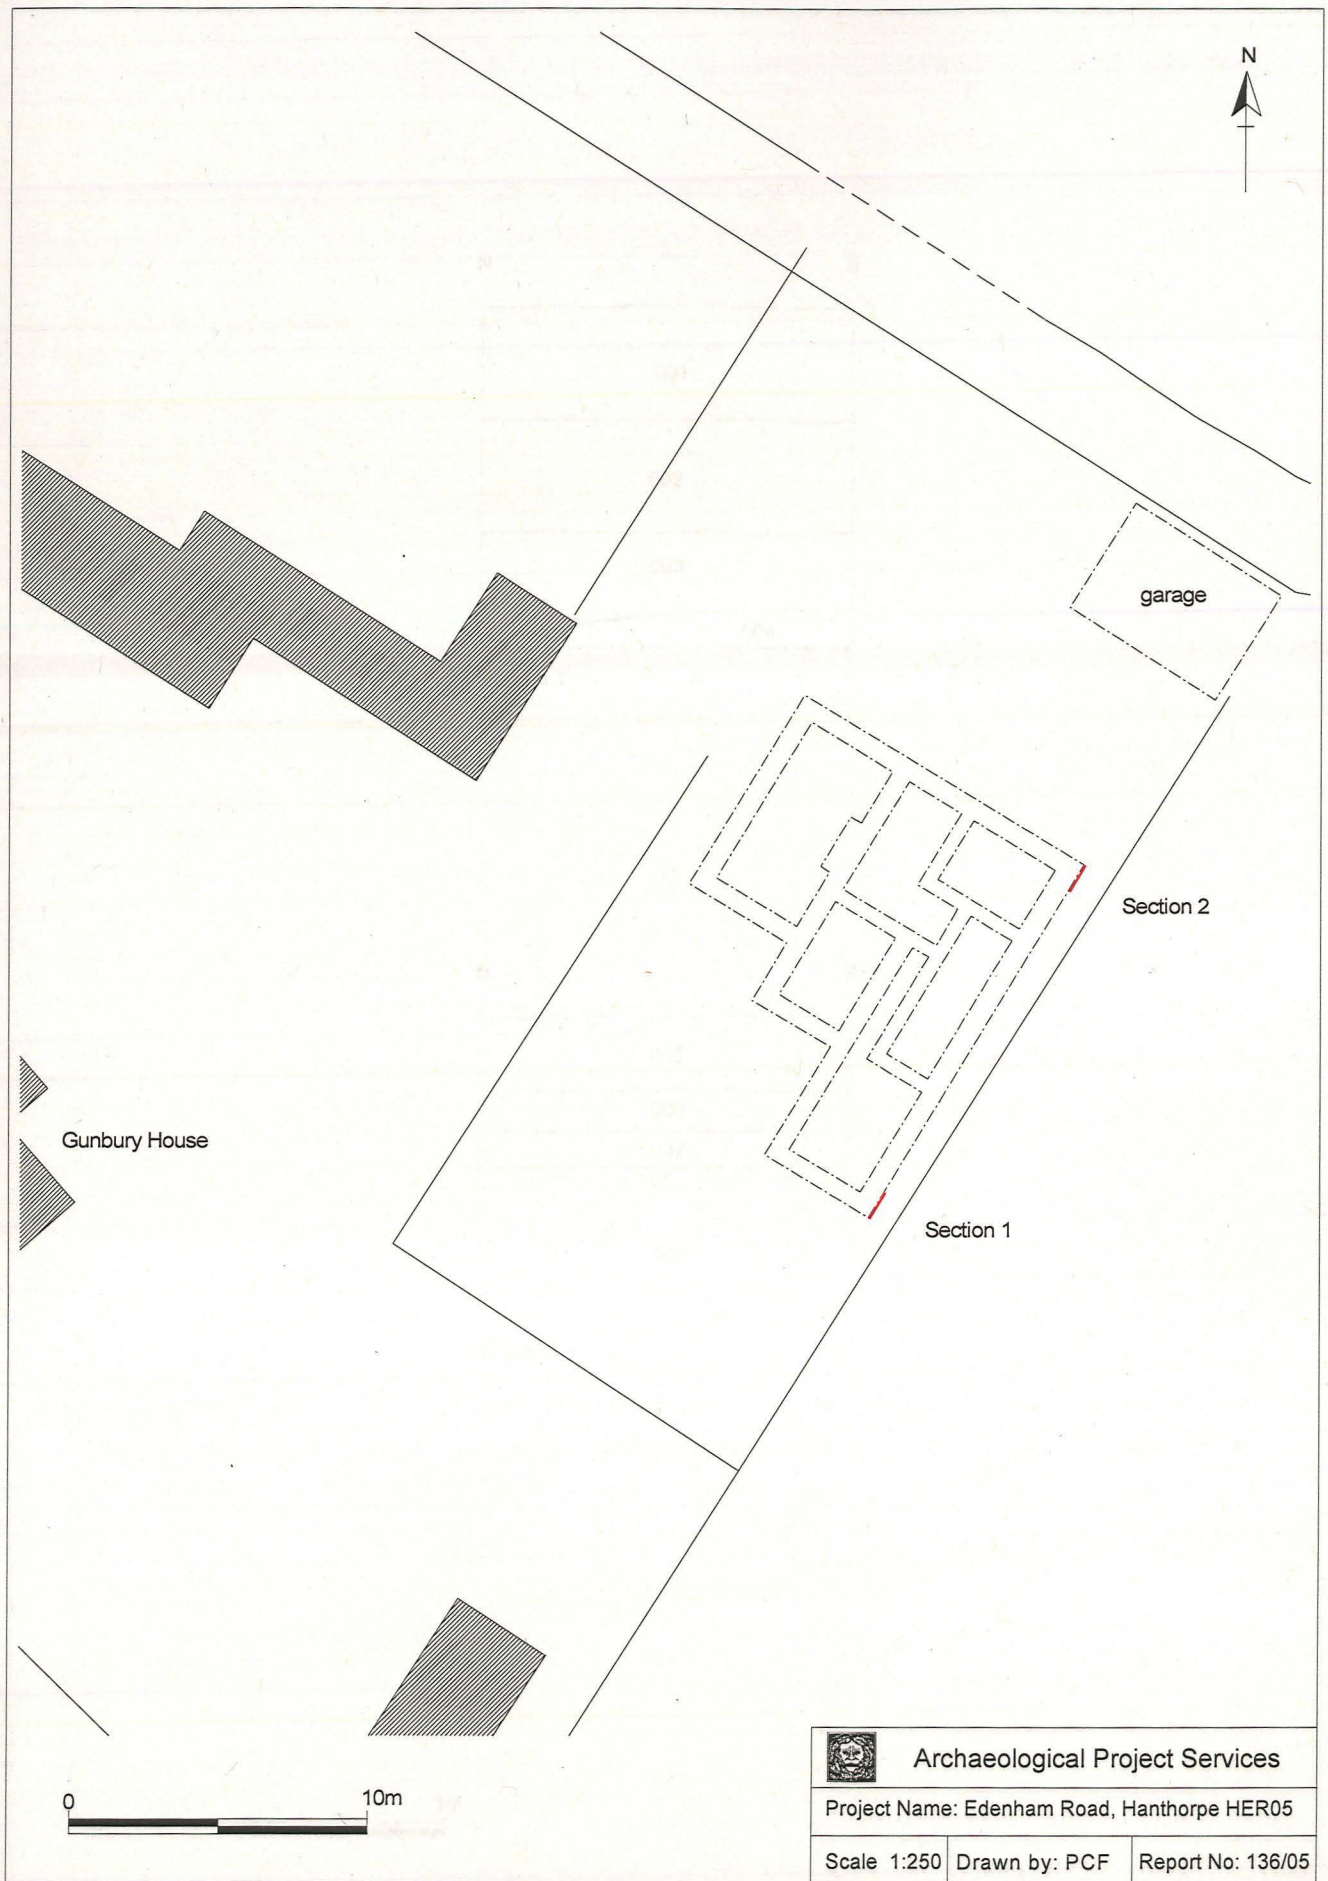 N
garage
Section 2
Gunbury House
Section 1
0 10m
Archaeological Project Services
Project Name: Edenham Road, Hanthorpe HER05
Scale 1:250 Drawn by: PCF Report No: 136/05